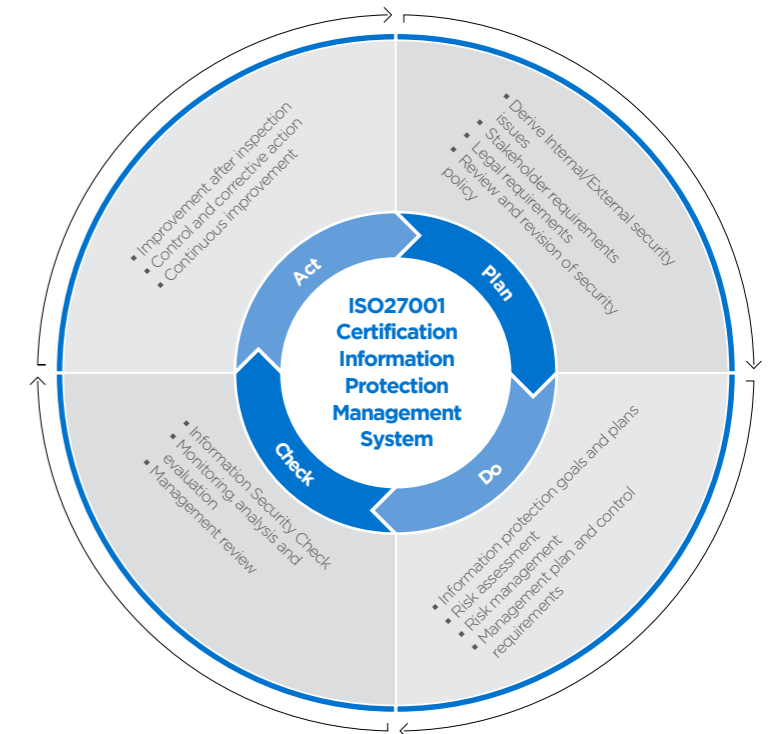 ISO27001
Certification
Information
Protection
Management
System
Plan
▪ Derive Internal/External security
issues
▪ Stakeholder requirements
▪ Legal requirements
▪ Review and revision of security
policy
Do
▪ Information protection goals and plans
▪ Risk assessment
▪ Risk management
▪ Management plan and control
requirements
Check
▪ Information Security Check
▪ Monitoring, analysis and
evaluation
▪ Management review
Act
▪ Improvement after inspection
▪ Control and corrective action
▪ Continuous improvement